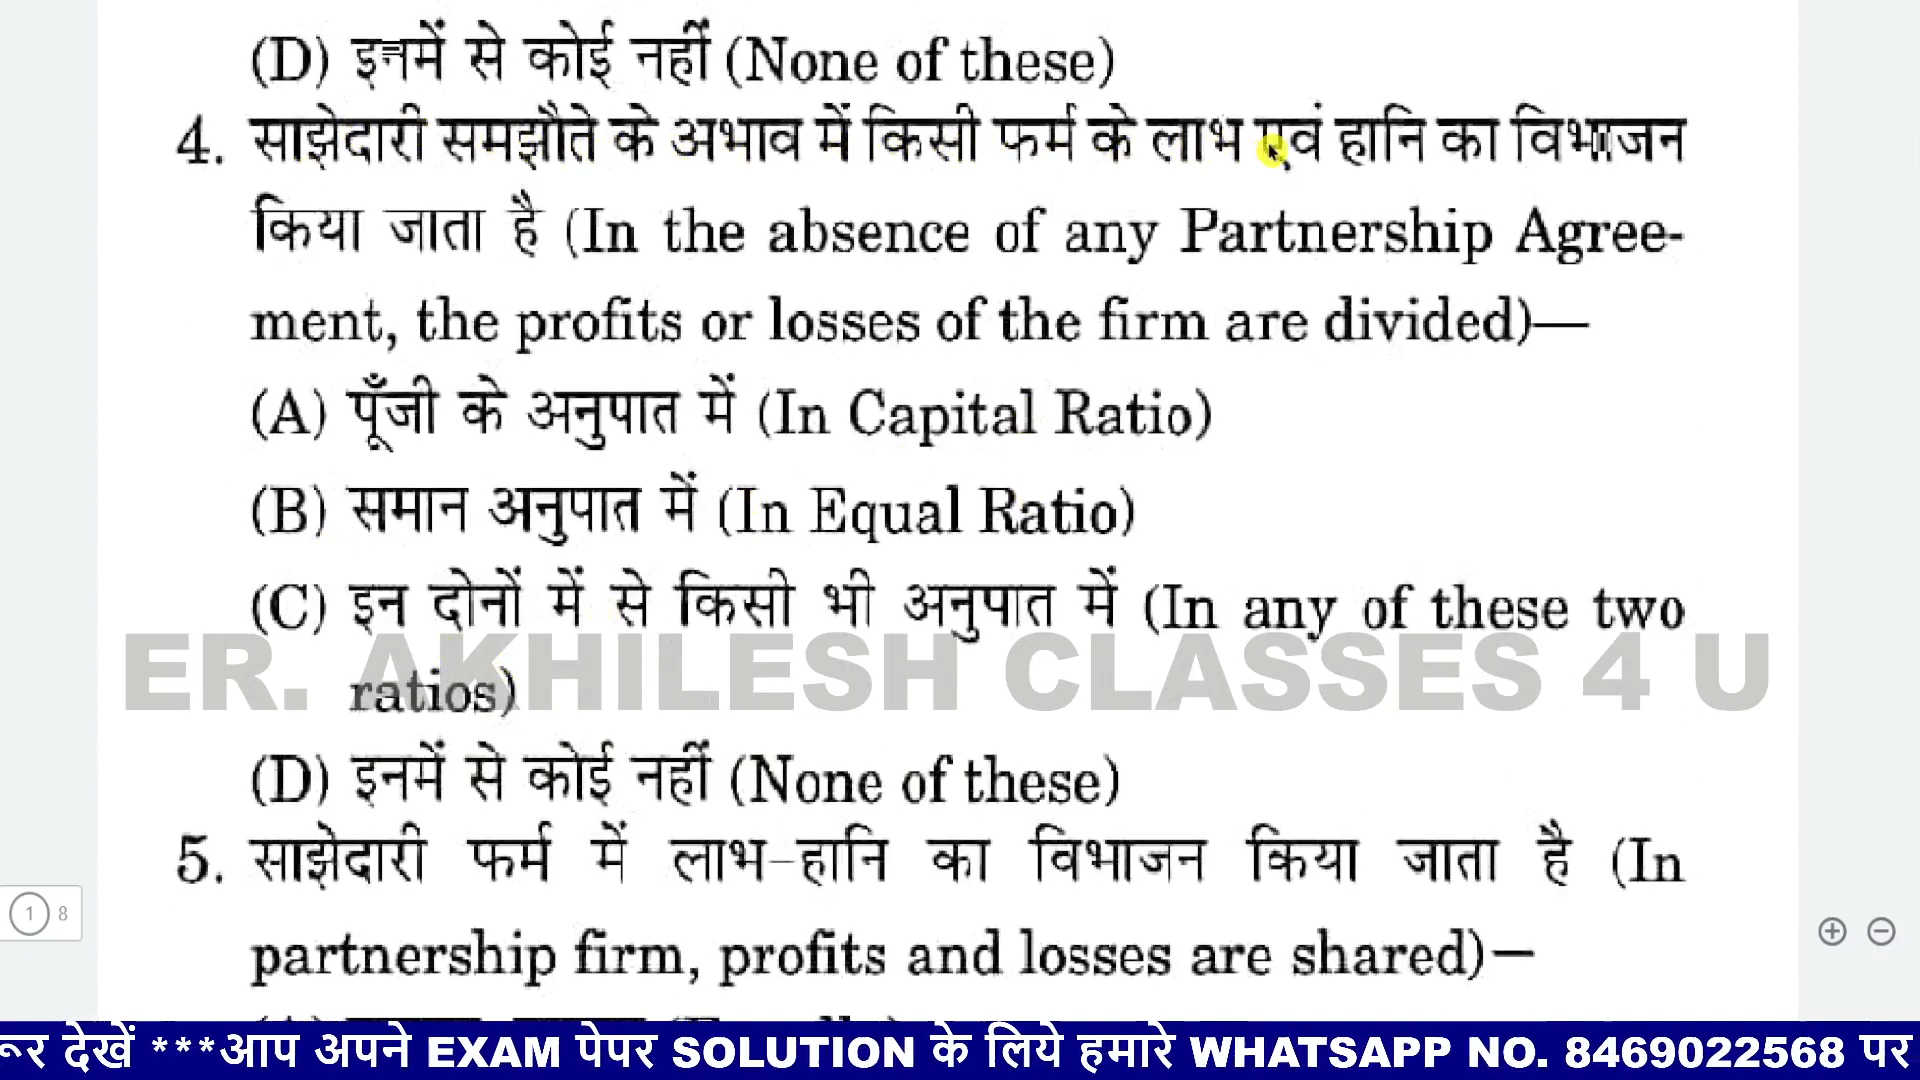 (D) इनमें से कोई नहीं (None of these)
4. साझेदारी समझौते के अभाव में किसी फर्म के लाभ एवं हानि का विभाजन
किया जाता है (In the absence of any Partnership Agree-
ment, the profits or losses of the firm are divided)—
(A) पूँजी के अनुपात में (In Capital Ratio)
(B) समान अनुपात में (In Equal Ratio)
(C) इन दोनों में से किसी भी अनुपात में (In any of these two
ER. AKHILESH CLASSES 4 U
ratios)
(D) इनमें से कोई नहीं (None of these)
5. साझेदारी फर्म में लाभ-हानि का विभाजन किया जाता है (In
1 8
partnership firm, profits and losses are shared)—
देखें ***आप अपने EXAM पेपर SOLUTION के लिये हमारे WHATSAPP NO. 8469022568 पर